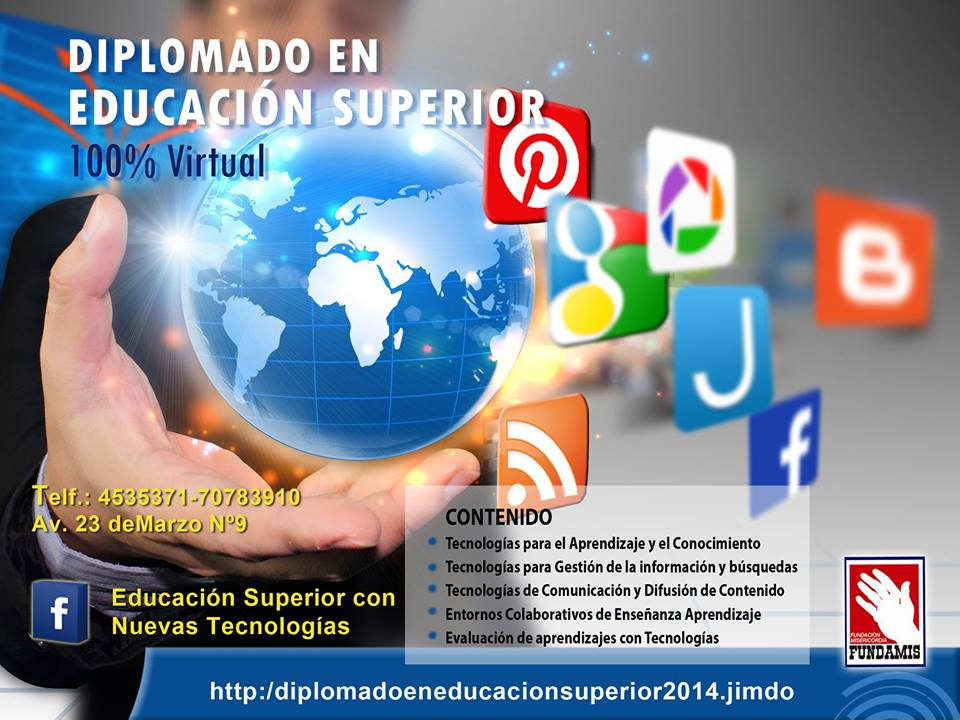 DIPLOMADO EN
EDUCACIÓN SUPERIOR
100% Virtual
Telf.: 4535371-70783910
Av. 23 deMarzo Nº9
Educación Superior con
Nuevas Tecnologías
CONTENIDO
Tecnologías para el Aprendizaje y el Conocimiento
Tecnologías para Gestión de la información y búsquedas
Tecnologías de Comunicación y Difusión de Contenido
Entornos Colaborativos de Enseñanza Aprendizaje
Evaluación de aprendizajes con Tecnologías
FUNDACIÓN
MISERICORDIA
FUNDAMIS
http:/diplomadoeneducacionsuperior2014.jimdo